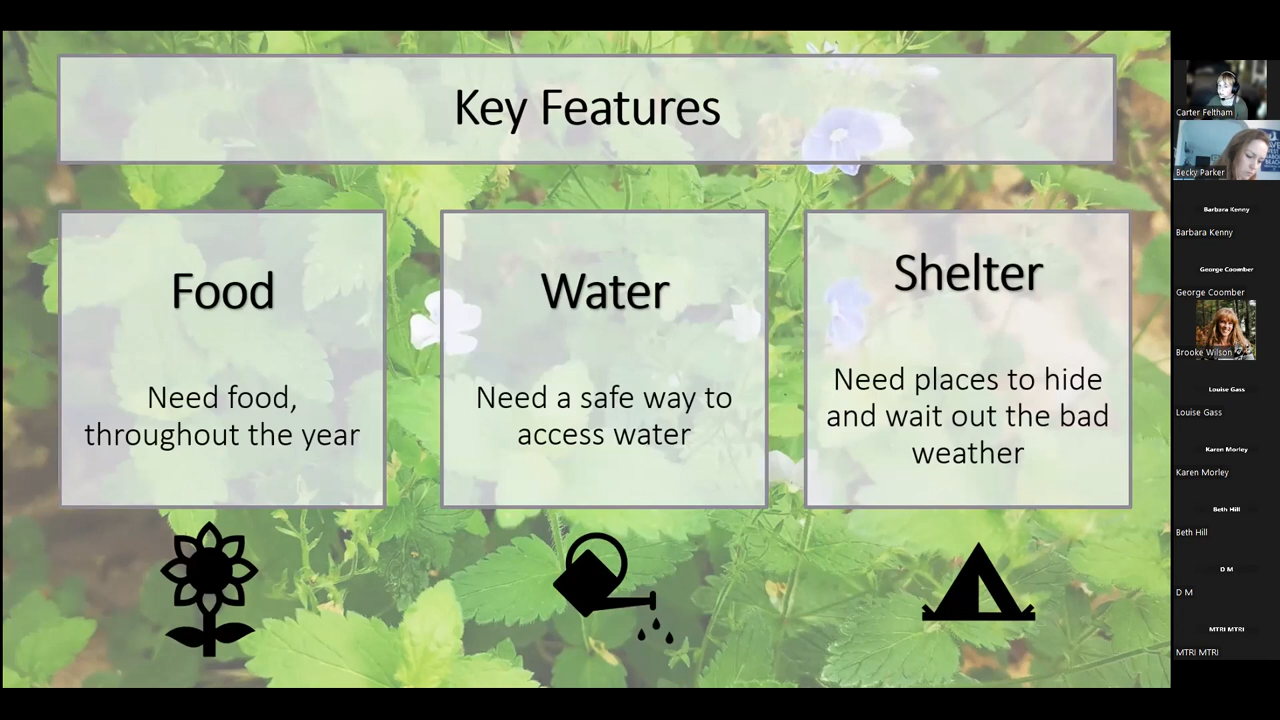 Key Features
Food
Need food,
throughout the year
Water
Need a safe way to
access water
Shelter
Need places to hide
and wait out the bad
weather
Carter Feltham
Becky Parker
Barbara Kenny
Barbara Kenny
George Coomber
George Coomber
Brooke Wilson
Louise Gass
Louise Gass
Karen Morley
Karen Morley
Beth Hill
Beth Hill
D M
D M
MTRI MTRI
MTRI MTRI